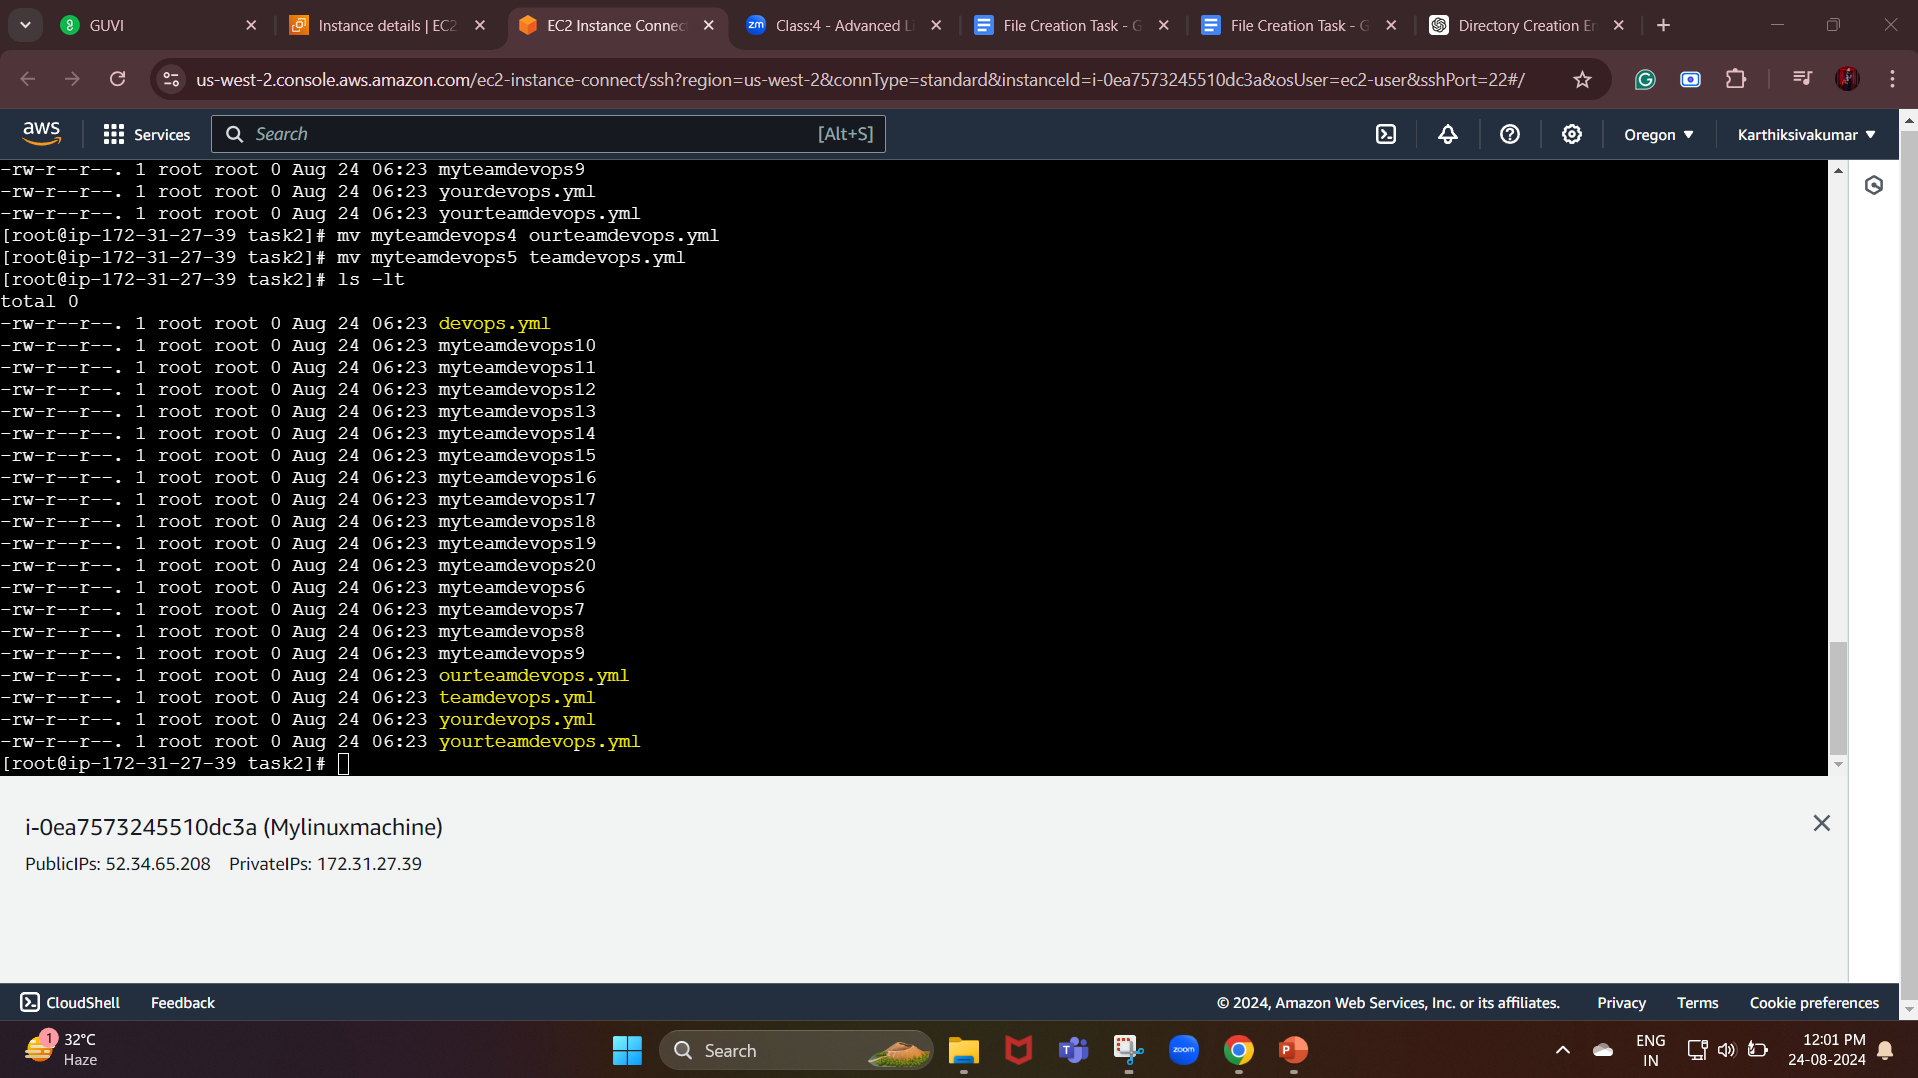 GUVI
Instance details | EC2
EC2 Instance Connec
zm
Class:4 - Advanced Li
File Creation Task - G
File Creation Task - G
Directory Creation Er
us-west-2.console.aws.amazon.com/ec2-instance-connect/ssh?region=us-west-2&connType=standard&instanceId=i-0ea7573245510dc3a&osUser=ec2-user&sshPort=22#/
aws
Services
Search
[Alt+S]
Oregon
Karthiksivakumar
-rw-r--r--. 1 root root 0 Aug 24 06:23 myteamdevops9
-rw-r--r--. 1 root root 0 Aug 24 06:23 yourdevops.yml
-rw-r--r--. 1 root root 0 Aug 24 06:23 yourteamdevops.yml
[root@ip-172-31-27-39 task2]# mv myteamdevops4 ourteamdevops.yml
[root@ip-172-31-27-39 task2]# mv myteamdevops5 teamdevops.yml
[root@ip-172-31-27-39 task2]# ls -lt
total 0
-rw-r--r--. 1 root root 0 Aug 24 06:23 devops.yml
-rw-r--r--. 1 root root 0 Aug 24 06:23 myteamdevops10
-rw-r--r--. 1 root root 0 Aug 24 06:23 myteamdevops11
-rw-r--r--. 1 root root 0 Aug 24 06:23 myteamdevops12
-rw-r--r--. 1 root root 0 Aug 24 06:23 myteamdevops13
-rw-r--r--. 1 root root 0 Aug 24 06:23 myteamdevops14
-rw-r--r--. 1 root root 0 Aug 24 06:23 myteamdevops15
-rw-r--r--. 1 root root 0 Aug 24 06:23 myteamdevops16
-rw-r--r--. 1 root root 0 Aug 24 06:23 myteamdevops17
-rw-r--r--. 1 root root 0 Aug 24 06:23 myteamdevops18
-rw-r--r--. 1 root root 0 Aug 24 06:23 myteamdevops19
-rw-r--r--. 1 root root 0 Aug 24 06:23 myteamdevops20
-rw-r--r--. 1 root root 0 Aug 24 06:23 myteamdevops6
-rw-r--r--. 1 root root 0 Aug 24 06:23 myteamdevops7
-rw-r--r--. 1 root root 0 Aug 24 06:23 myteamdevops8
-rw-r--r--. 1 root root 0 Aug 24 06:23 myteamdevops9
-rw-r--r--. 1 root root 0 Aug 24 06:23 ourteamdevops.yml
-rw-r--r--. 1 root root 0 Aug 24 06:23 teamdevops.yml
-rw-r--r--. 1 root root 0 Aug 24 06:23 yourdevops.yml
-rw-r--r--. 1 root root 0 Aug 24 06:23 yourteamdevops.yml
[root@ip-172-31-27-39 task2]#
i-0ea7573245510dc3a (Mylinuxmachine)
PublicIPs: 52.34.65.208 PrivateIPs: 172.31.27.39
CloudShell
Feedback
© 2024, Amazon Web Services, Inc. or its affiliates.
Privacy
Terms
Cookie preferences
1
32°C
Haze
Search
zoom
ENG
IN
12:01 PM
24-08-2024